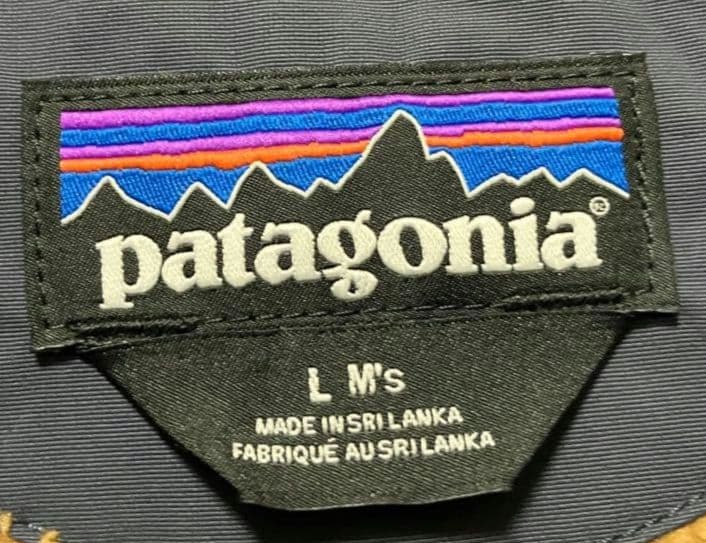 patagonia®
L M's
MADE IN SRI LANKA
FABRIQUÉ AU SRI LANKA